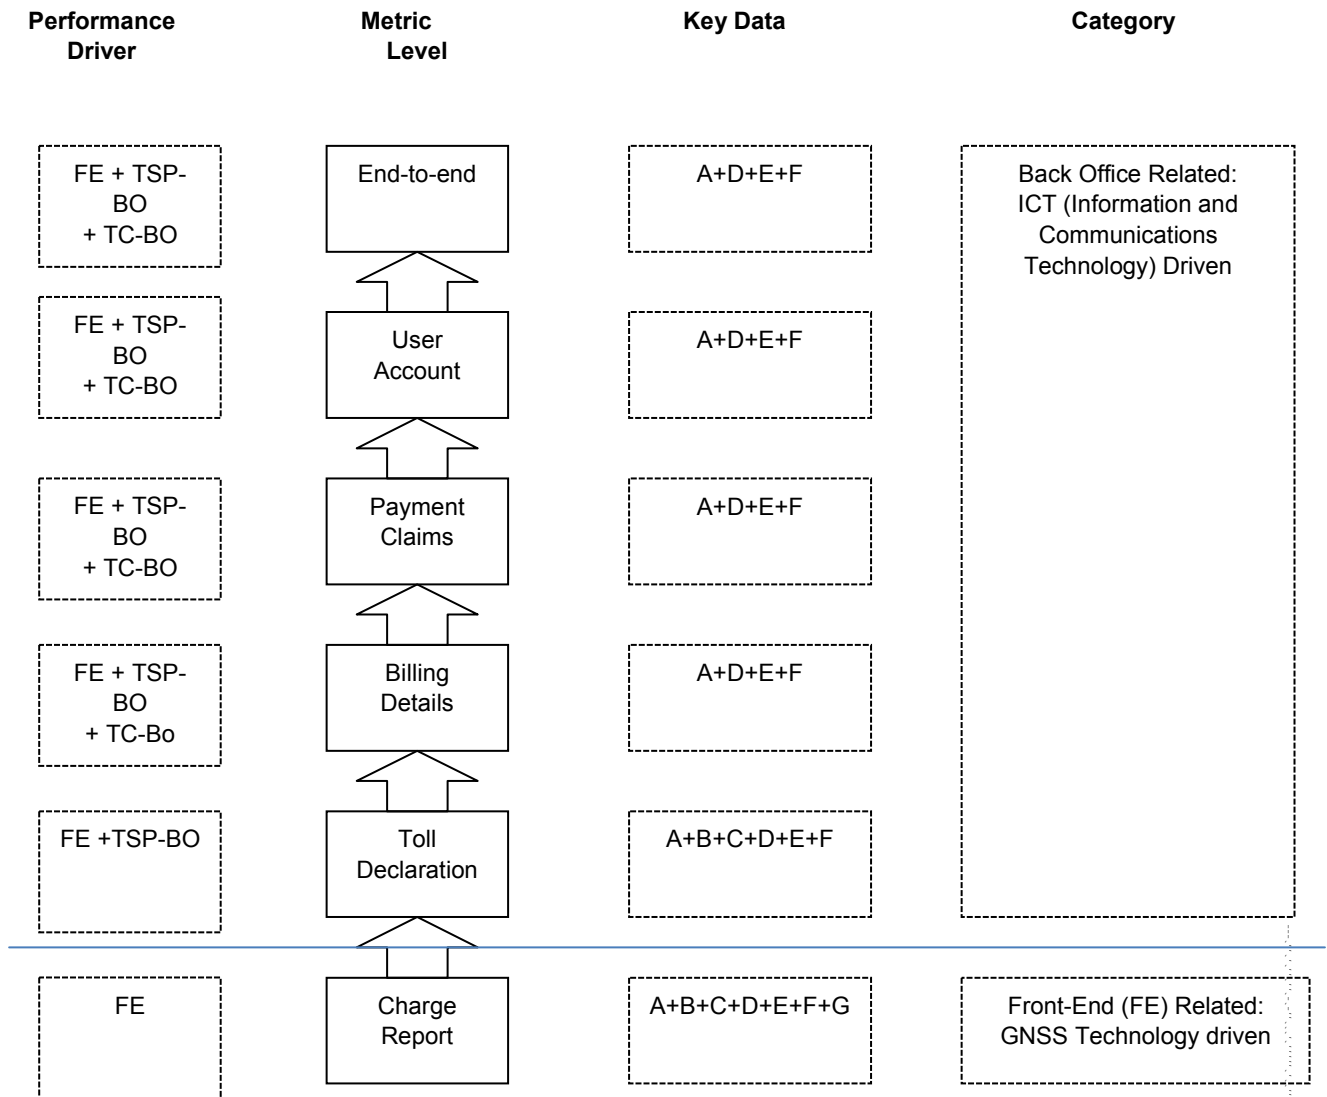 Performance
Driver
Metric
Level
Key Data
Category
FE + TSP-
BO
+ TC-BO
End-to-end
A+D+E+F
Back Office Related:
ICT (Information and
Communications
Technology) Driven
FE + TSP-
BO
+ TC-BO
User
Account
A+D+E+F
FE + TSP-
BO
+ TC-BO
Payment
Claims
A+D+E+F
FE + TSP-
BO
+ TC-Bo
Billing
Details
A+D+E+F
FE +TSP-BO
Toll
Declaration
A+B+C+D+E+F
FE
Charge
Report
A+B+C+D+E+F+G
Front-End (FE) Related:
GNSS Technology driven